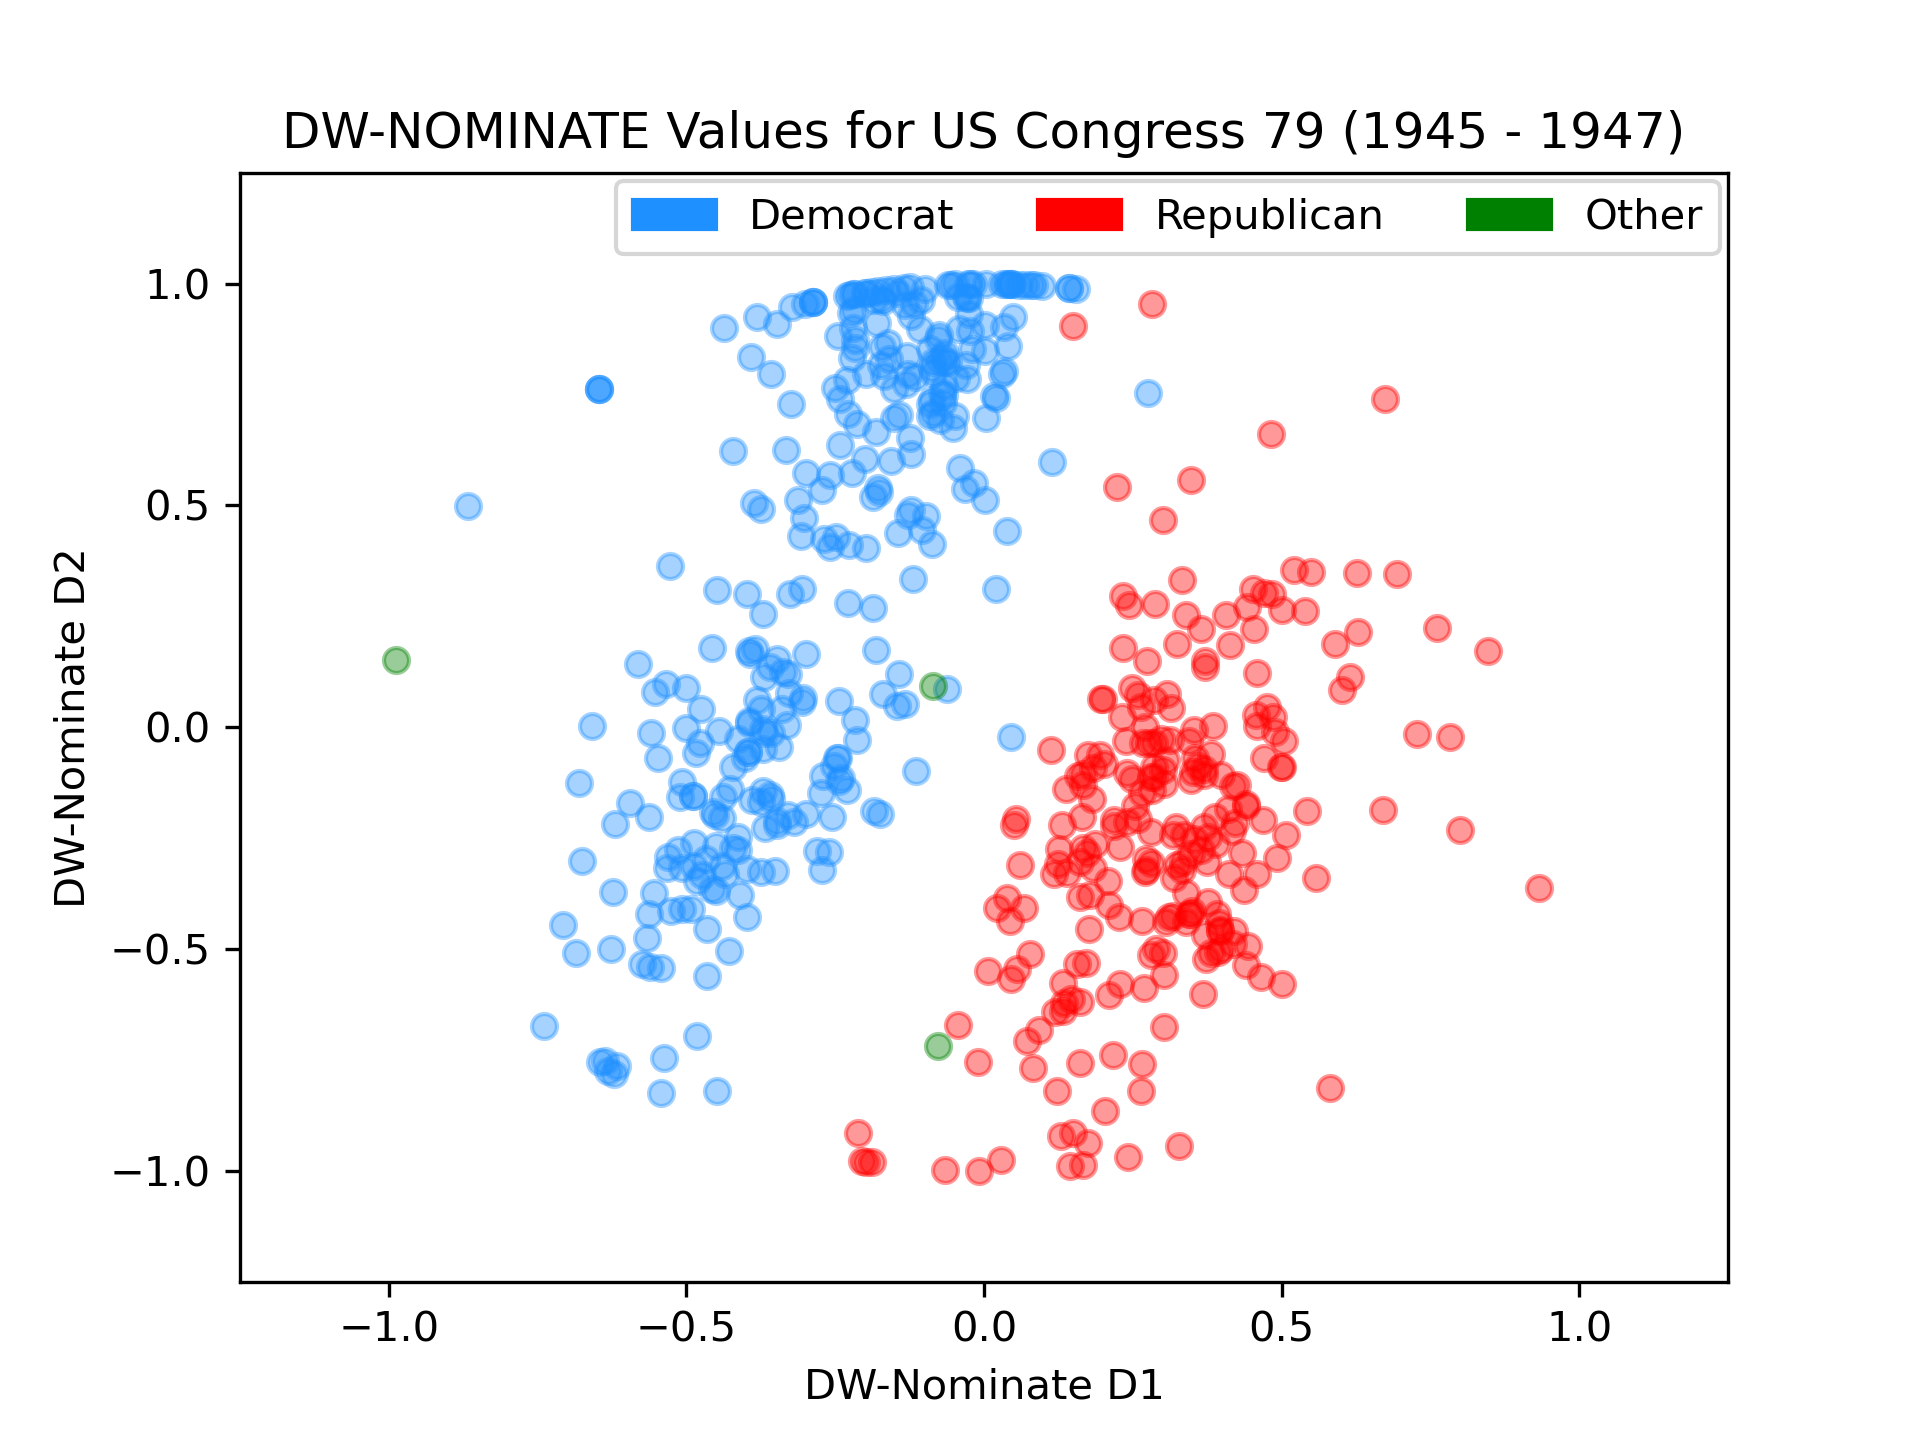 DW-NOMINATE Values for US Congress 79 (1945 - 1947)
Democrat Republican Other
1.0
0.5
0.0
−0.5
−1.0
DW-Nominate D2
−1.0 −0.5 0.0 0.5 1.0
DW-Nominate D1